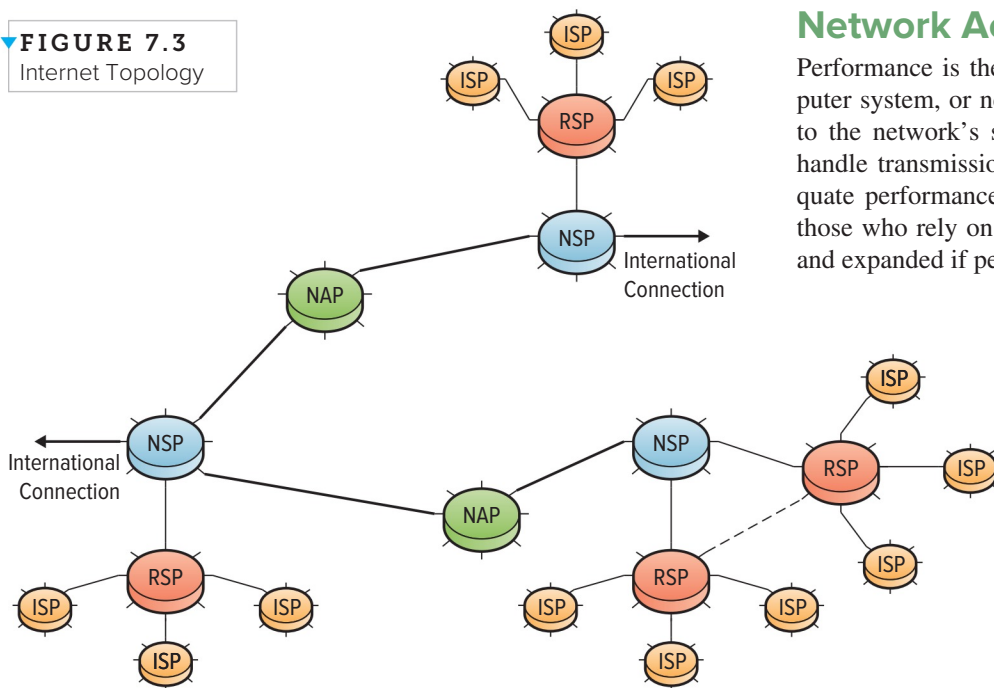 FIGURE 7.3
Internet Topology
ISP
ISP
ISP
RSP
NSP
International
Connection
NAP
NSP
International
Connection
NAP
NSP
RSP
ISP
ISP
ISP
RSP
ISP
ISP
ISP
RSP
ISP
ISP
ISP
Network
Performance is the
puter system, or
to the network's
handle
quate performance
those who rely on
and expanded if